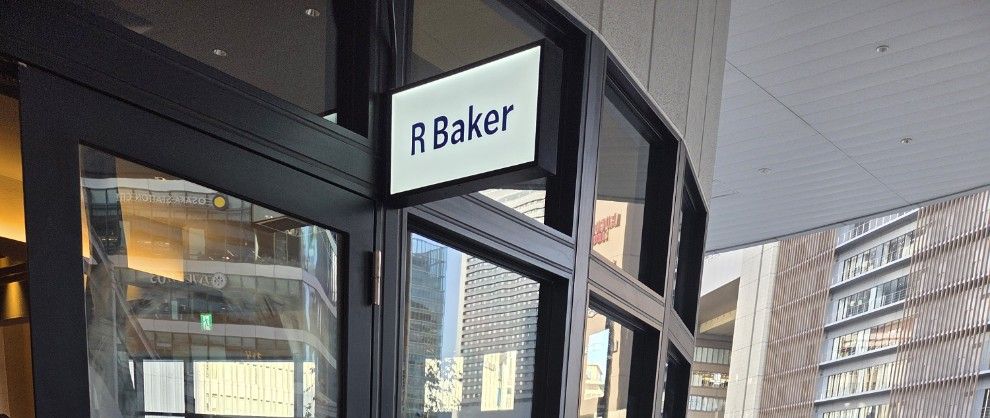 R Baker
OSAKA STATION CITY